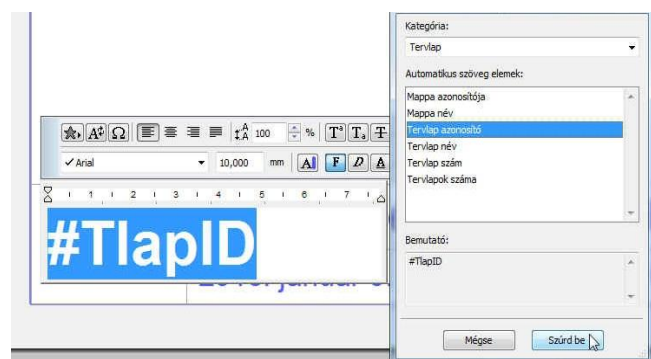 Kategória:
Tervlap
Automatikus szöveg elemek:
Mappa azonosítója
Mappa név
Tervlap azonosító
Tervlap név
Tervlap szám
Tervlapok száma
Bemutató:
#TlapID
Mégse
Szúrd be
100 %
Arial 10,000 mm F D A
1 2 3 4 5 6 7
#TlapID